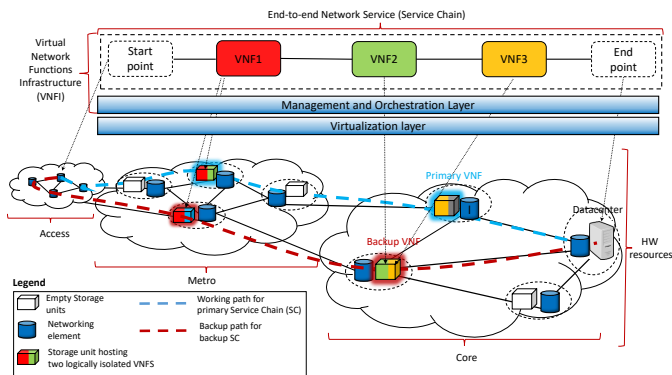 End-to-end Network Service (Service Chain)
Virtual
Network
Functions
Infrastructure
(VNFI)
Start
point
VNF1
VNF2
VNF3
End
point
Management and Orchestration Layer
Virtualization layer
Primary VNF
Datacenter
Access
Backup VNF
HW
resources
Metro
Core
Legend
Empty Storage
units
Networking
element
Storage unit hosting
two logically isolated VNFS
Working path for
primary Service Chain (SC)
Backup path for
backup SC